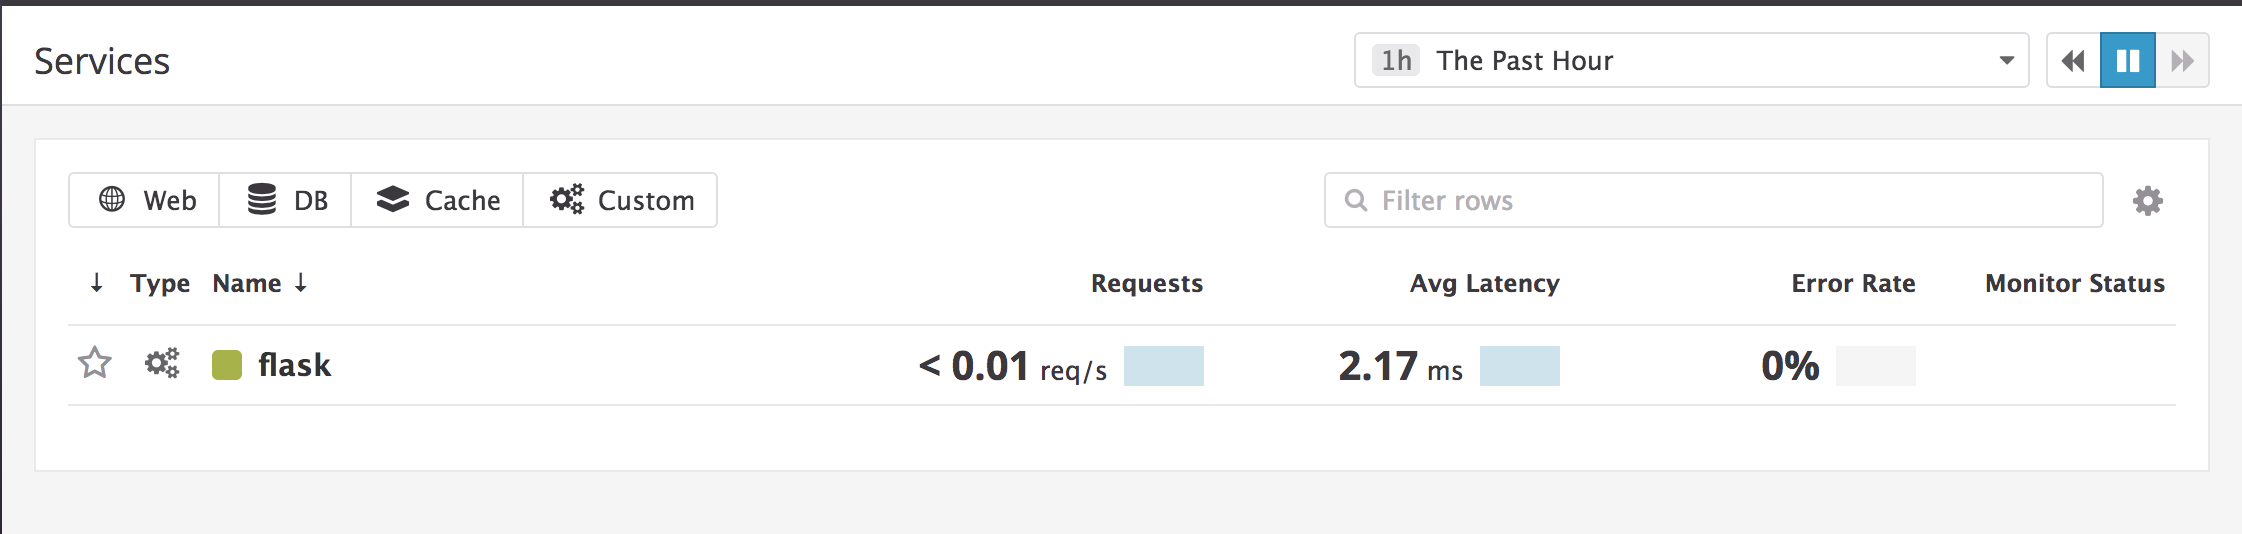 Services
1h The Past Hour
Web DB Cache Custom
Filter rows
↓ Type Name ↓ Requests Avg Latency Error Rate Monitor Status
flask < 0.01 req/s 2.17 ms 0%